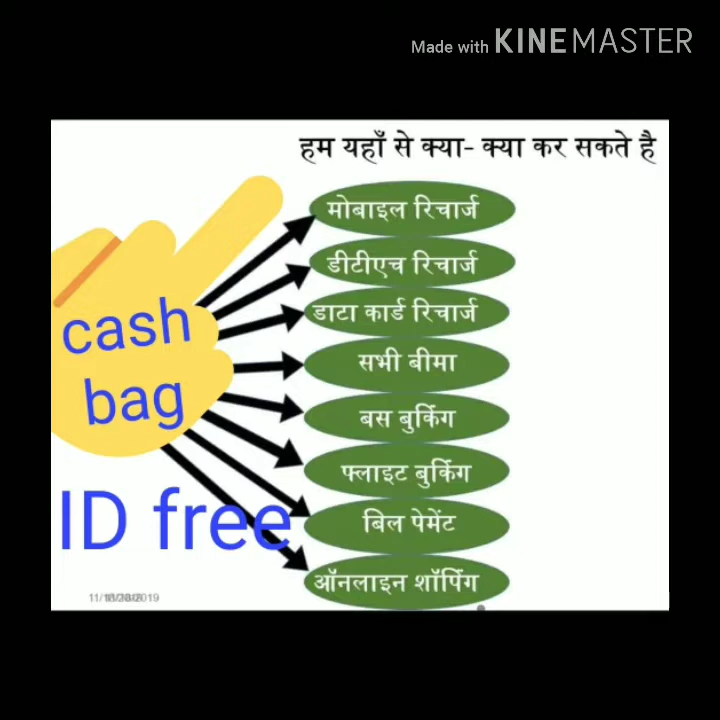 Made with KINEMASTER
हम यहाँ से क्या- क्या कर सकते है
मोबाइल रिचार्ज
डीटीएच रिचार्ज
डाटा कार्ड रिचार्ज
सभी बीमा
बस बुकिंग
फ्लाइट बुकिंग
बिल पेमेंट
ऑनलाइन शॉपिंग
cash
bag
ID free